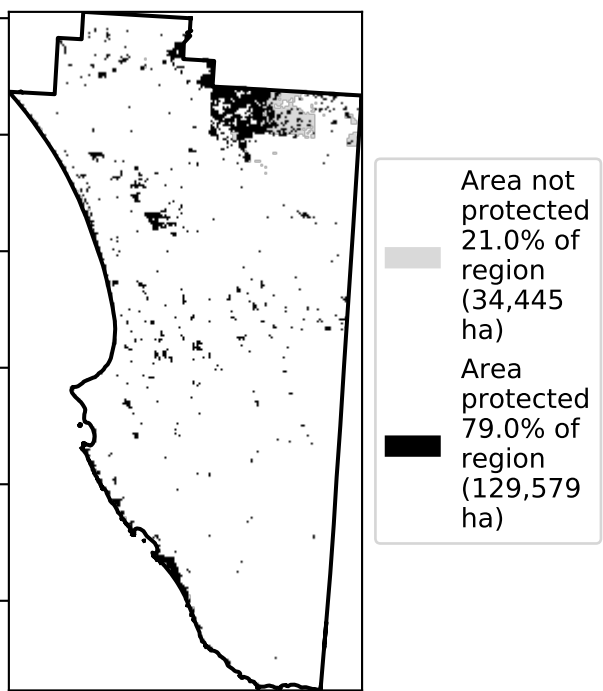 Area not
protected
21.0% of
region
(34,445
ha)
Area
protected
79.0% of
region
(129,579
ha)